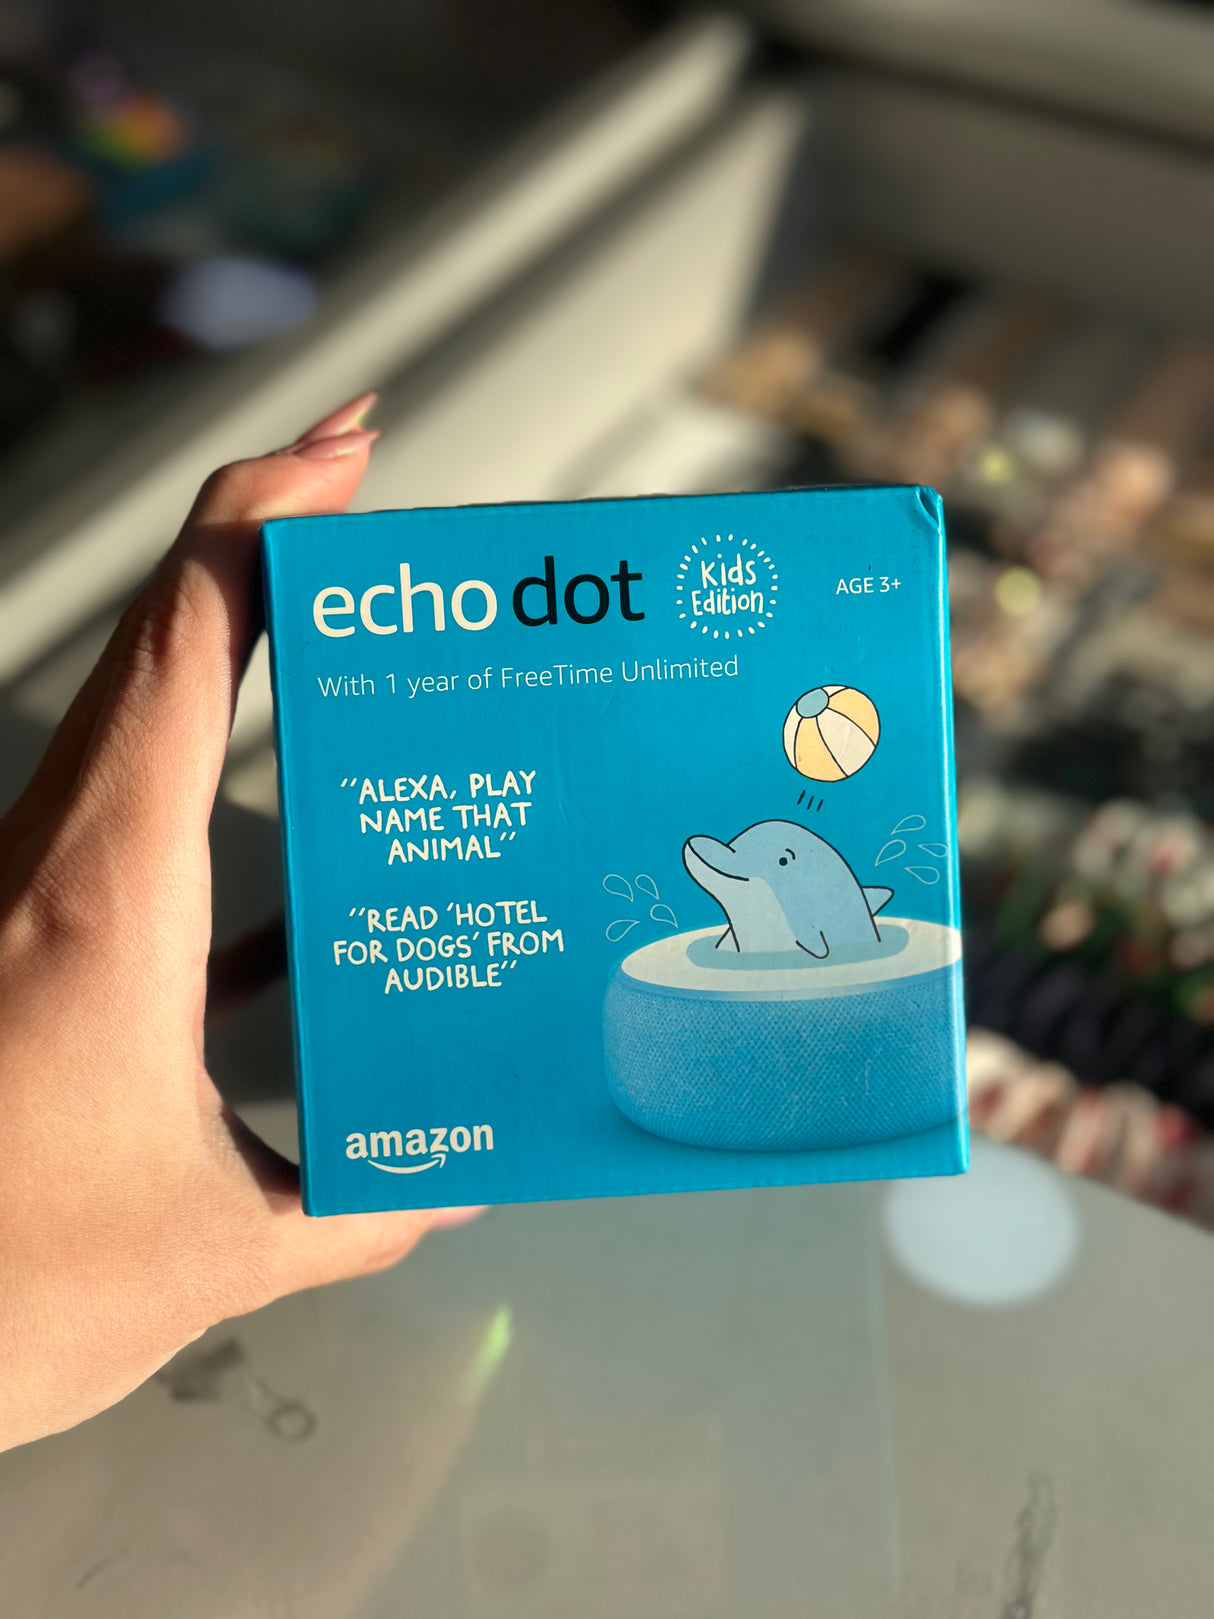 echo dot
Kids
Edition
AGE 3+
With 1 year of FreeTime Unlimited
"ALEXA, PLAY
NAME THAT
ANIMAL"
"READ 'HOTEL
FOR DOGS' FROM
AUDIBLE"
amazon